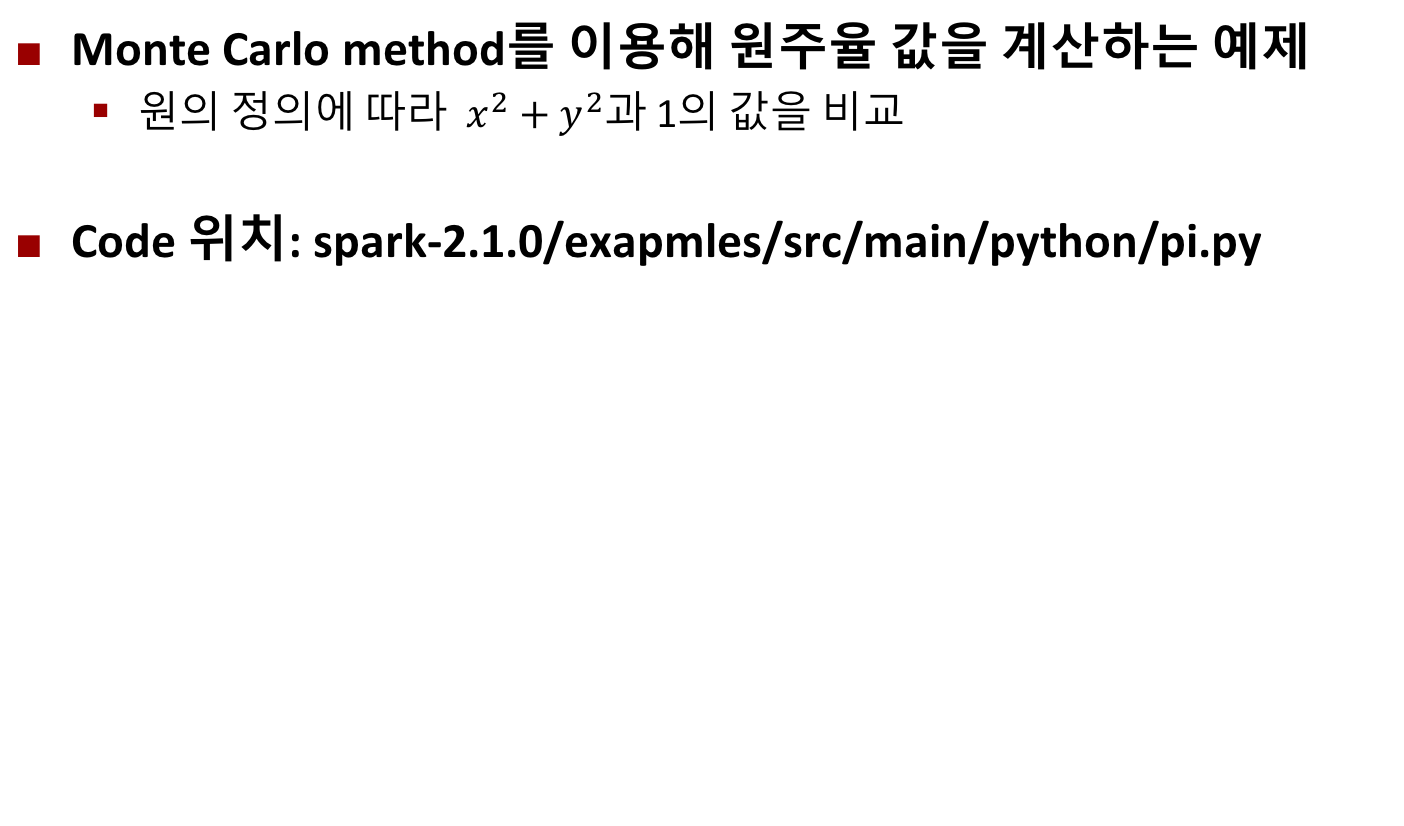 ■ Monte Carlo method를 이용해 원주율 값을 계산하는 예제
▪ 원의 정의에 따라 x² + y²과 1의 값을 비교
■ Code 위치: spark-2.1.0/exapmles/src/main/python/pi.py